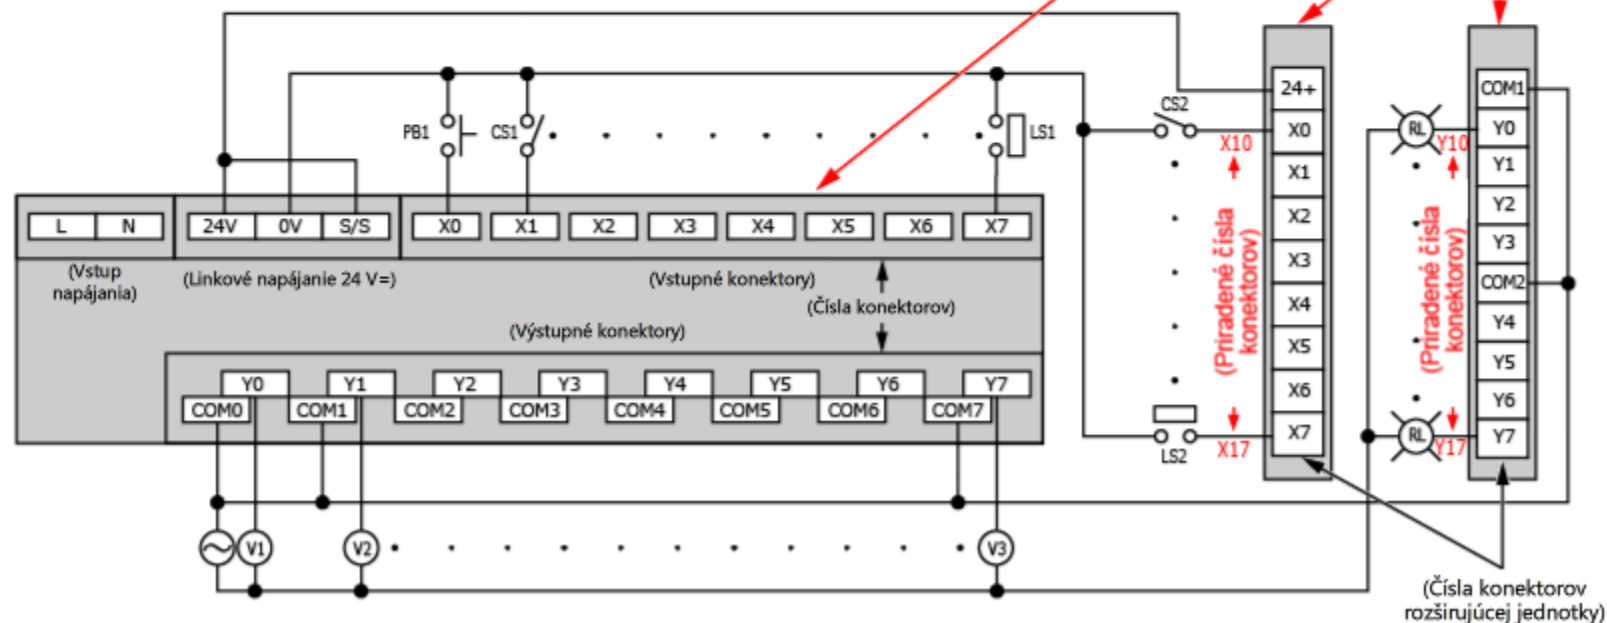 24+
COM1
CS2
PB1
CS1
LS1
X0
X10
RL
Y10
Y0
X1
Y1
X2
Y2
X3
Y3
X4
COM2
X5
Y4
X6
Y5
X7
Y6
Y7
(Priradené čísla
konektorov)
(Priradené čísla
konektorov)
LS2
X17
RL
Y17
L
N
24V
0V
S/S
X0
X1
X2
X3
X4
X5
X6
X7
(Vstup
napájania)
(Linkové napájanie 24 V=)
(Vstupné konektory)
(Čísla konektorov)
(Výstupné konektory)
Y0
Y1
Y2
Y3
Y4
Y5
Y6
Y7
COM0
COM1
COM2
COM3
COM4
COM5
COM6
COM7
V1
V2
V3
(Čísla konektorov
rozširujúcej jednotky)